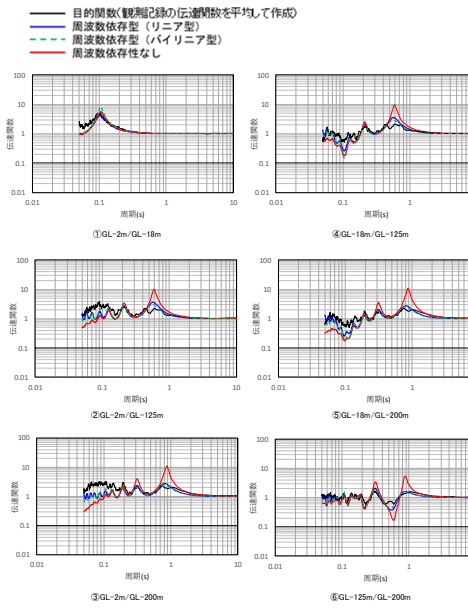 目的関数(観測記録の伝達関数を平均して作成)
周波数依存型 (リニア型)
周波数依存型 (バイリニア型)
周波数依存性なし
100
10
1
0.1
0.01
0.01 0.1 1 10
伝達関数
周期(s)
①GL-2m/GL-18m
100
10
1
0.1
0.01
0.01 0.1 1
伝達関数
周期(s)
④GL-18m/GL-125m
100
10
1
0.1
0.01
0.01 0.1 1 10
伝達関数
周期(s)
②GL-2m/GL-125m
100
10
1
0.1
0.01
0.01 0.1 1
伝達関数
周期(s)
⑤GL-18m/GL-200m
100
10
1
0.1
0.01
0.01 0.1 1 10
伝達関数
周期(s)
③GL-2m/GL-200m
100
10
1
0.1
0.01
0.01 0.1 1
伝達関数
周期(s)
⑥GL-125m/GL-200m